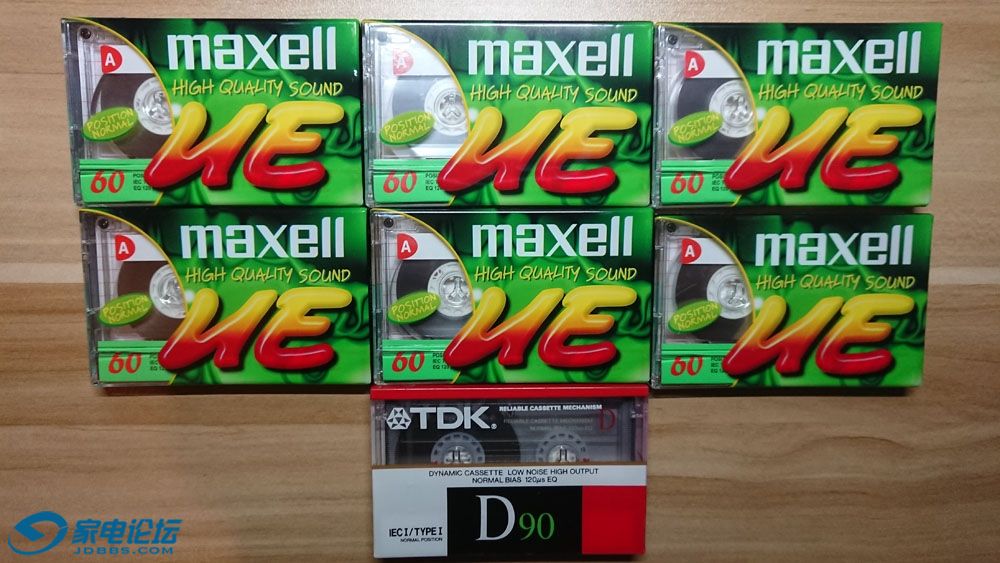 maxell
HIGH QUALITY SOUND
A
POSITION
NORMAL
UE
60
maxell
HIGH QUALITY SOUND
A
POSITION
NORMAL
UE
60
maxell
HIGH QUALITY SOUND
A
POSITION
NORMAL
UE
60
maxell
HIGH QUALITY SOUND
A
POSITION
NORMAL
UE
60
maxell
HIGH QUALITY SOUND
A
POSITION
NORMAL
UE
60
maxell
HIGH QUALITY SOUND
A
POSITION
NORMAL
UE
60
TDK®
RELIABLE CASSETTE MECHANISM
RELIABLE CASSETTE MECHANISM
D
DYNAMIC CASSETTE LOW NOISE HIGH OUTPUT
NORMAL BIAS 120μs EQ
IEC I / TYPE I
NORMAL POSITION
D90
家电论坛
JDBBS.COM